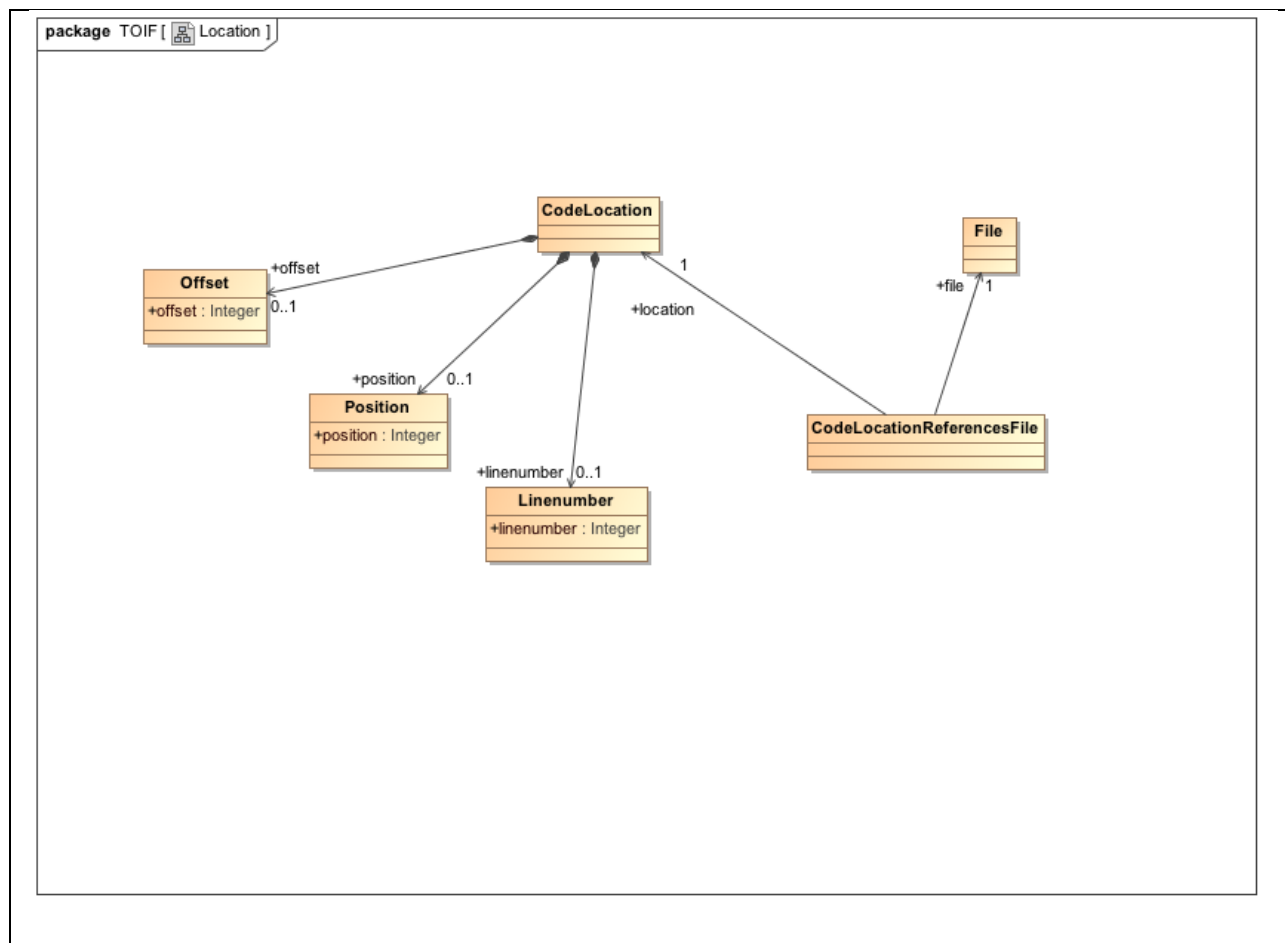 package TOIF [ Location ]
CodeLocation
File
+offset
1
Offset
+offset : Integer
0..1
+file
1
+location
+position
0..1
Position
+position : Integer
CodeLocationReferencesFile
+linenumber
0..1
Linenumber
+linenumber : Integer